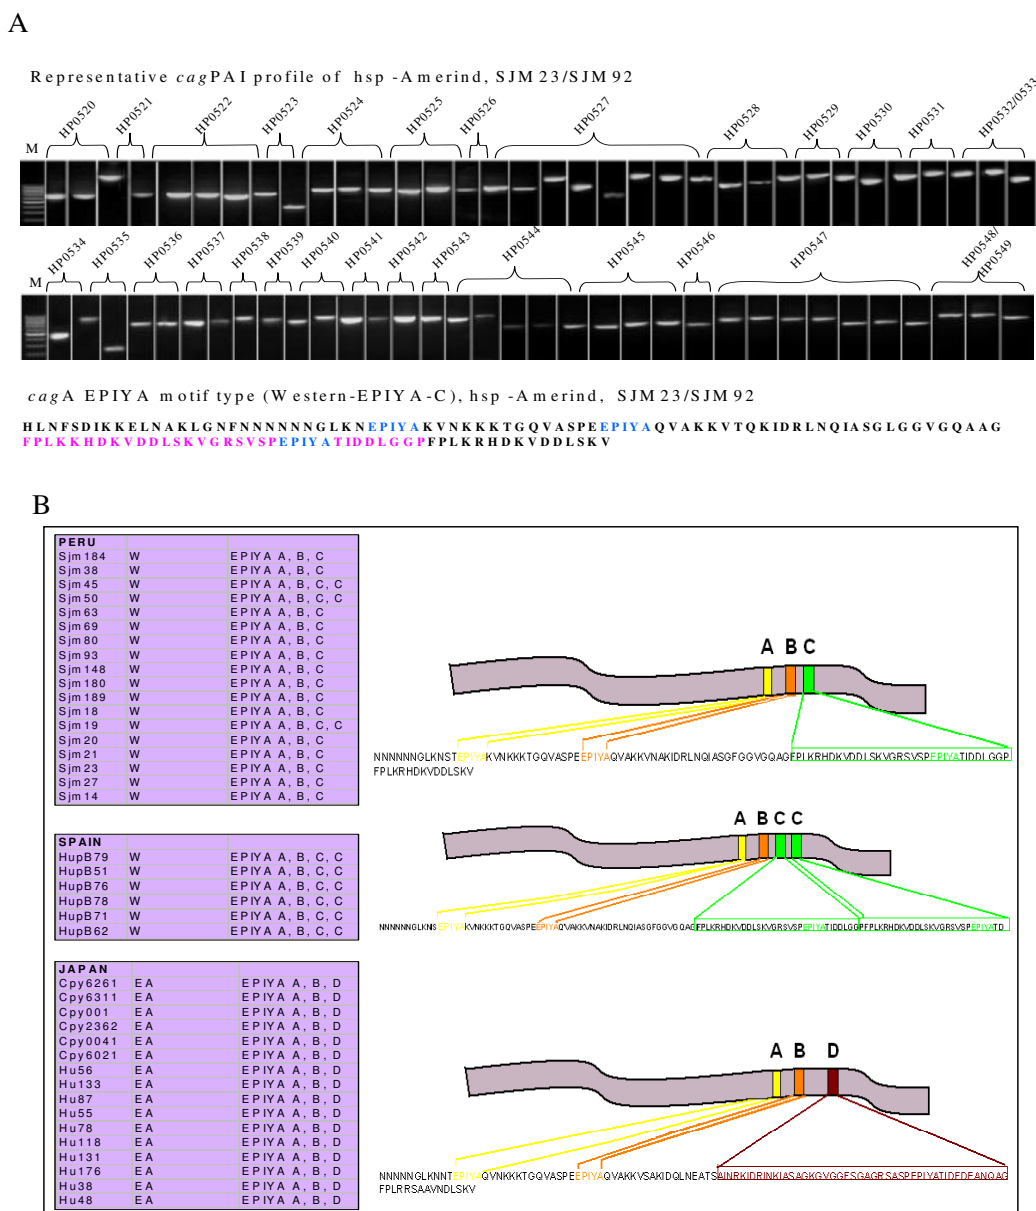 A
Representative cagPAI profile of hsp -Amerind, SJM23/SJM92
HP0520 HP0521 HP0522 HP0523 HP0524 HP0525 HP0526 HP0527 HP0528 HP0529 HP0530 HP0531 HP0532/0533
M
HP0534 HP0535 HP0536 HP0537 HP0538 HP0539 HP0540 HP0541 HP0542 HP0543 HP0544 HP0545 HP0546 HP0547 HP0548/ HP0549
M
cagA EPIYA motif type (Western-EPIYA-C), hsp -Amerind, SJM23/SJM92
HLNFSDIKKELNAKLGNFNNNNNNGLKNEPIYAKVNKKKTGQVASPEEPIYAQVAKKVTQKIDRLNQIASGLGGVGQAAG
FPLKKHDKVDDLSKVGRSVSPEPIYATIDDLGGPFPLKRHDKVDDLSKV
B
PERU
Sjm184 W EPIYA A, B, C
Sjm38 W EPIYA A, B, C
Sjm45 W EPIYA A, B, C, C
Sjm50 W EPIYA A, B, C, C
Sjm63 W EPIYA A, B, C
Sjm69 W EPIYA A, B, C
Sjm80 W EPIYA A, B, C
Sjm93 W EPIYA A, B, C
Sjm148 W EPIYA A, B, C
Sjm180 W EPIYA A, B, C
Sjm189 W EPIYA A, B, C
Sjm18 W EPIYA A, B, C
Sjm19 W EPIYA A, B, C, C
Sjm20 W EPIYA A, B, C
Sjm21 W EPIYA A, B, C
Sjm23 W EPIYA A, B, C
Sjm27 W EPIYA A, B, C
Sjm14 W EPIYA A, B, C
A B C
NNNNNNGLKNSTEPIYAKVNKKKTGQVASPEEPIYAQVAKKVNAKIDRLNQIASGFGGVGQAGFPLKRHDKVDDLSKVGRSVSPEPIYATIDDLGGP
FPLKRHDKVDDLSKV
SPAIN
HupB79 W EPIYA A, B, C, C
HupB51 W EPIYA A, B, C, C
HupB76 W EPIYA A, B, C, C
HupB78 W EPIYA A, B, C, C
HupB71 W EPIYA A, B, C, C
HupB62 W EPIYA A, B, C, C
A B C C
NNNNNNGLKNSEPIYAKVNKKKTGQVASPEEPIYAQVAKKVNAKIDRLNQIASGFGGVGQAGFPLKRHDKVDDLSKVGRSVSPEPIYATIDDLGGPFPLKRHDKVDDLSKVGRSVSPEPIYATD
JAPAN
Cpy6261 EA EPIYA A, B, D
Cpy6311 EA EPIYA A, B, D
Cpy001 EA EPIYA A, B, D
Cpy2362 EA EPIYA A, B, D
Cpy0041 EA EPIYA A, B, D
Cpy6021 EA EPIYA A, B, D
Hu56 EA EPIYA A, B, D
Hu133 EA EPIYA A, B, D
Hu87 EA EPIYA A, B, D
Hu55 EA EPIYA A, B, D
Hu78 EA EPIYA A, B, D
Hu118 EA EPIYA A, B, D
Hu131 EA EPIYA A, B, D
Hu176 EA EPIYA A, B, D
Hu38 EA EPIYA A, B, D
Hu48 EA EPIYA A, B, D
A B D
NNNNNGLKNNTEPIYAQVNKKKTGQVASPEEPIYAQVAKKVSAKIDQLNEATSAINRKIDRINKIASAGKGVGGFSGAGRSASPEPIYATIDFDEANQAG
FPLRRSAAVNDLSKV